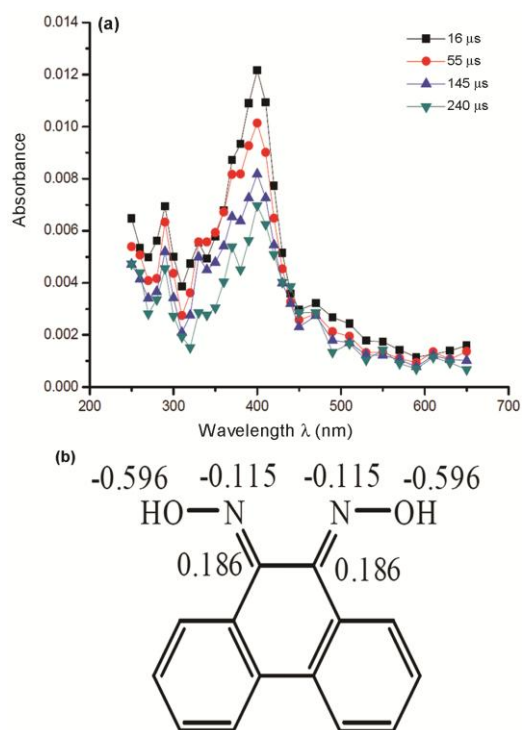 (a)
16 μs
55 μs
145 μs
240 μs
0.014
0.012
0.010
0.008
0.006
0.004
0.002
0.000
Absorbance
200 300 400 500 600 700
Wavelength λ (nm)
(b)
-0.596 -0.115 -0.115 -0.596
HO N N OH
0.186 0.186